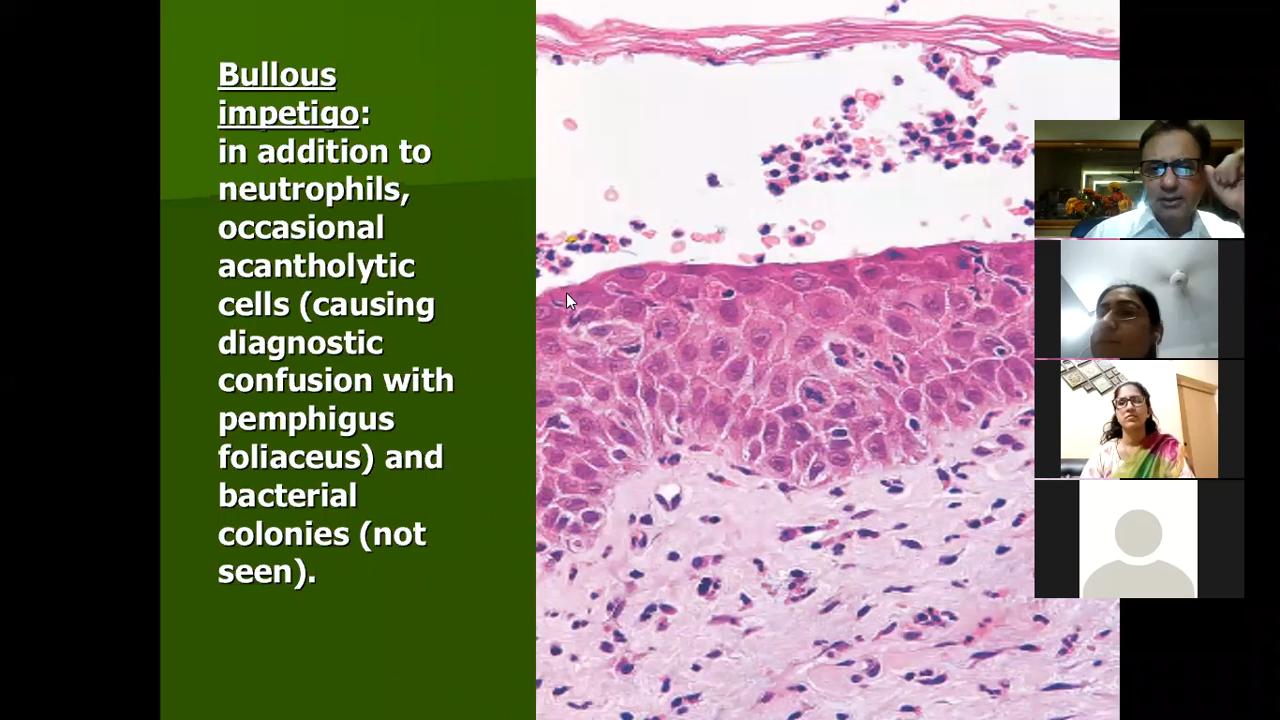 Bullous
impetigo:
in addition to
neutrophils,
occasional
acantholytic
cells (causing
diagnostic
confusion with
pemphigus
foliaceus) and
bacterial
colonies (not
seen).